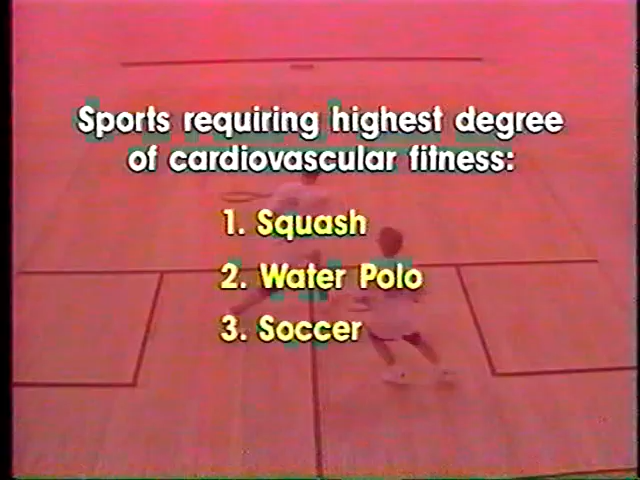 Sports requiring highest degree
of cardiovascular fitness:
1. Squash
2. Water Polo
3. Soccer